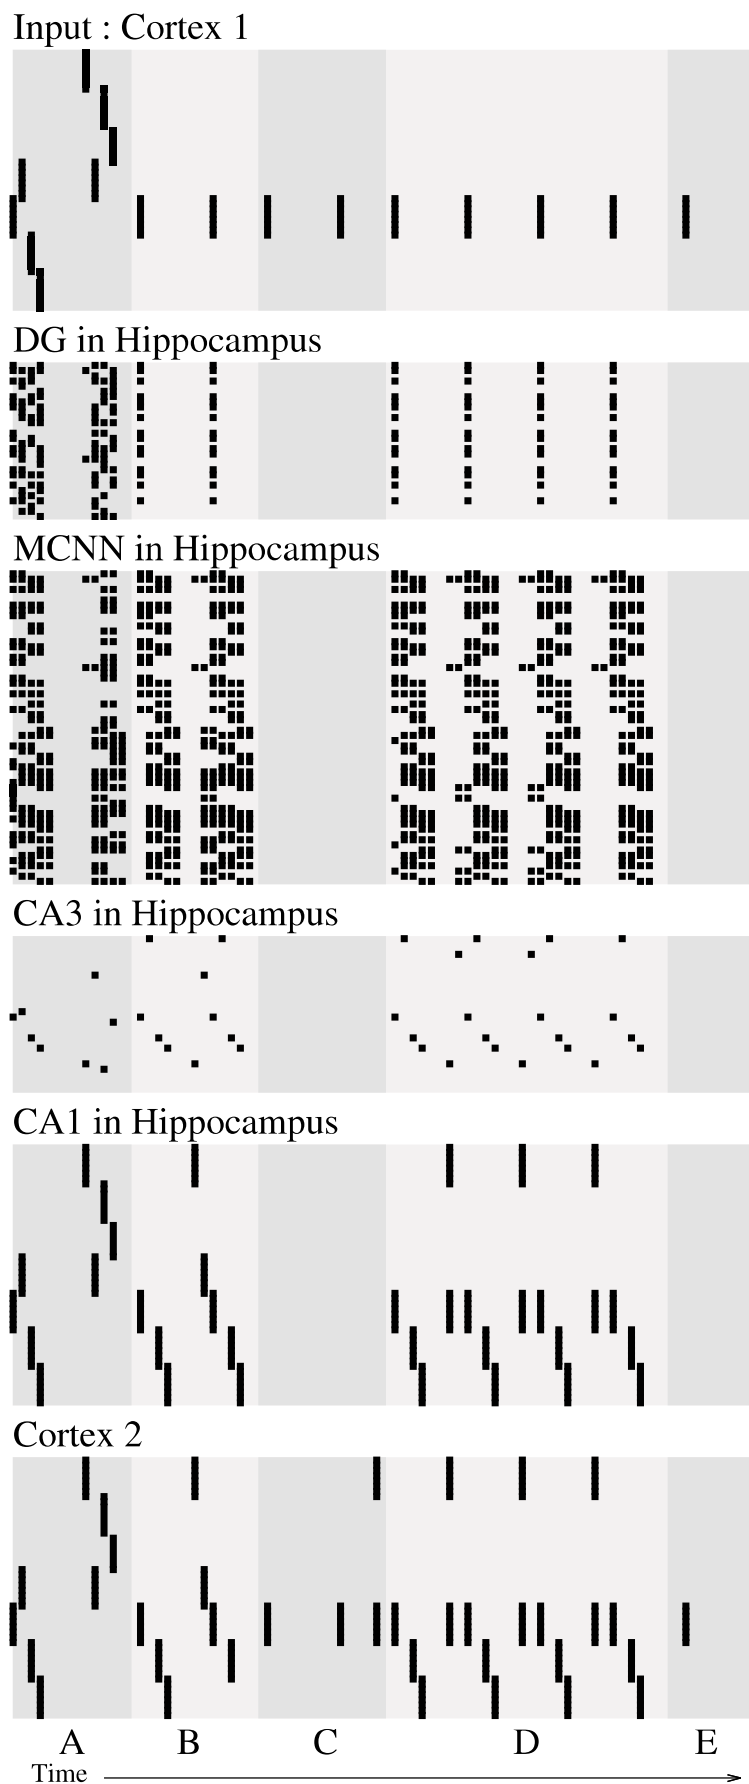 Input : Cortex 1
DG in Hippocampus
MCNN in Hippocampus
CA3 in Hippocampus
CA1 in Hippocampus
Cortex 2
A B C D E
Time